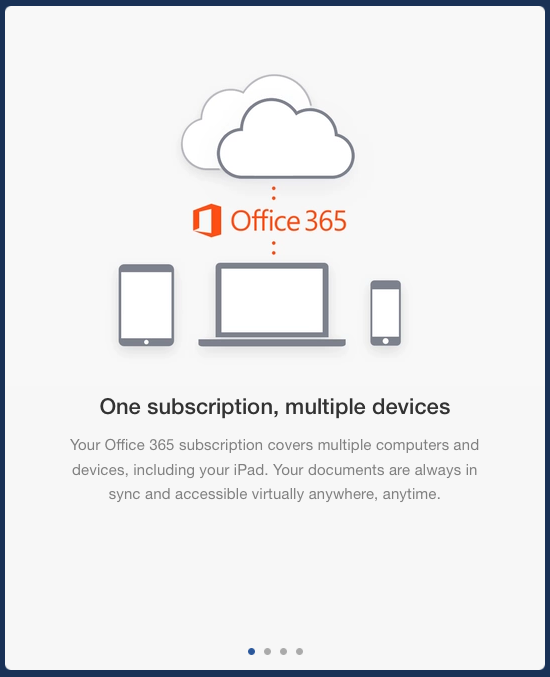 Office 365
One subscription, multiple devices
Your Office 365 subscription covers multiple computers and
devices, including your iPad. Your documents are always in
sync and accessible virtually anywhere, anytime.